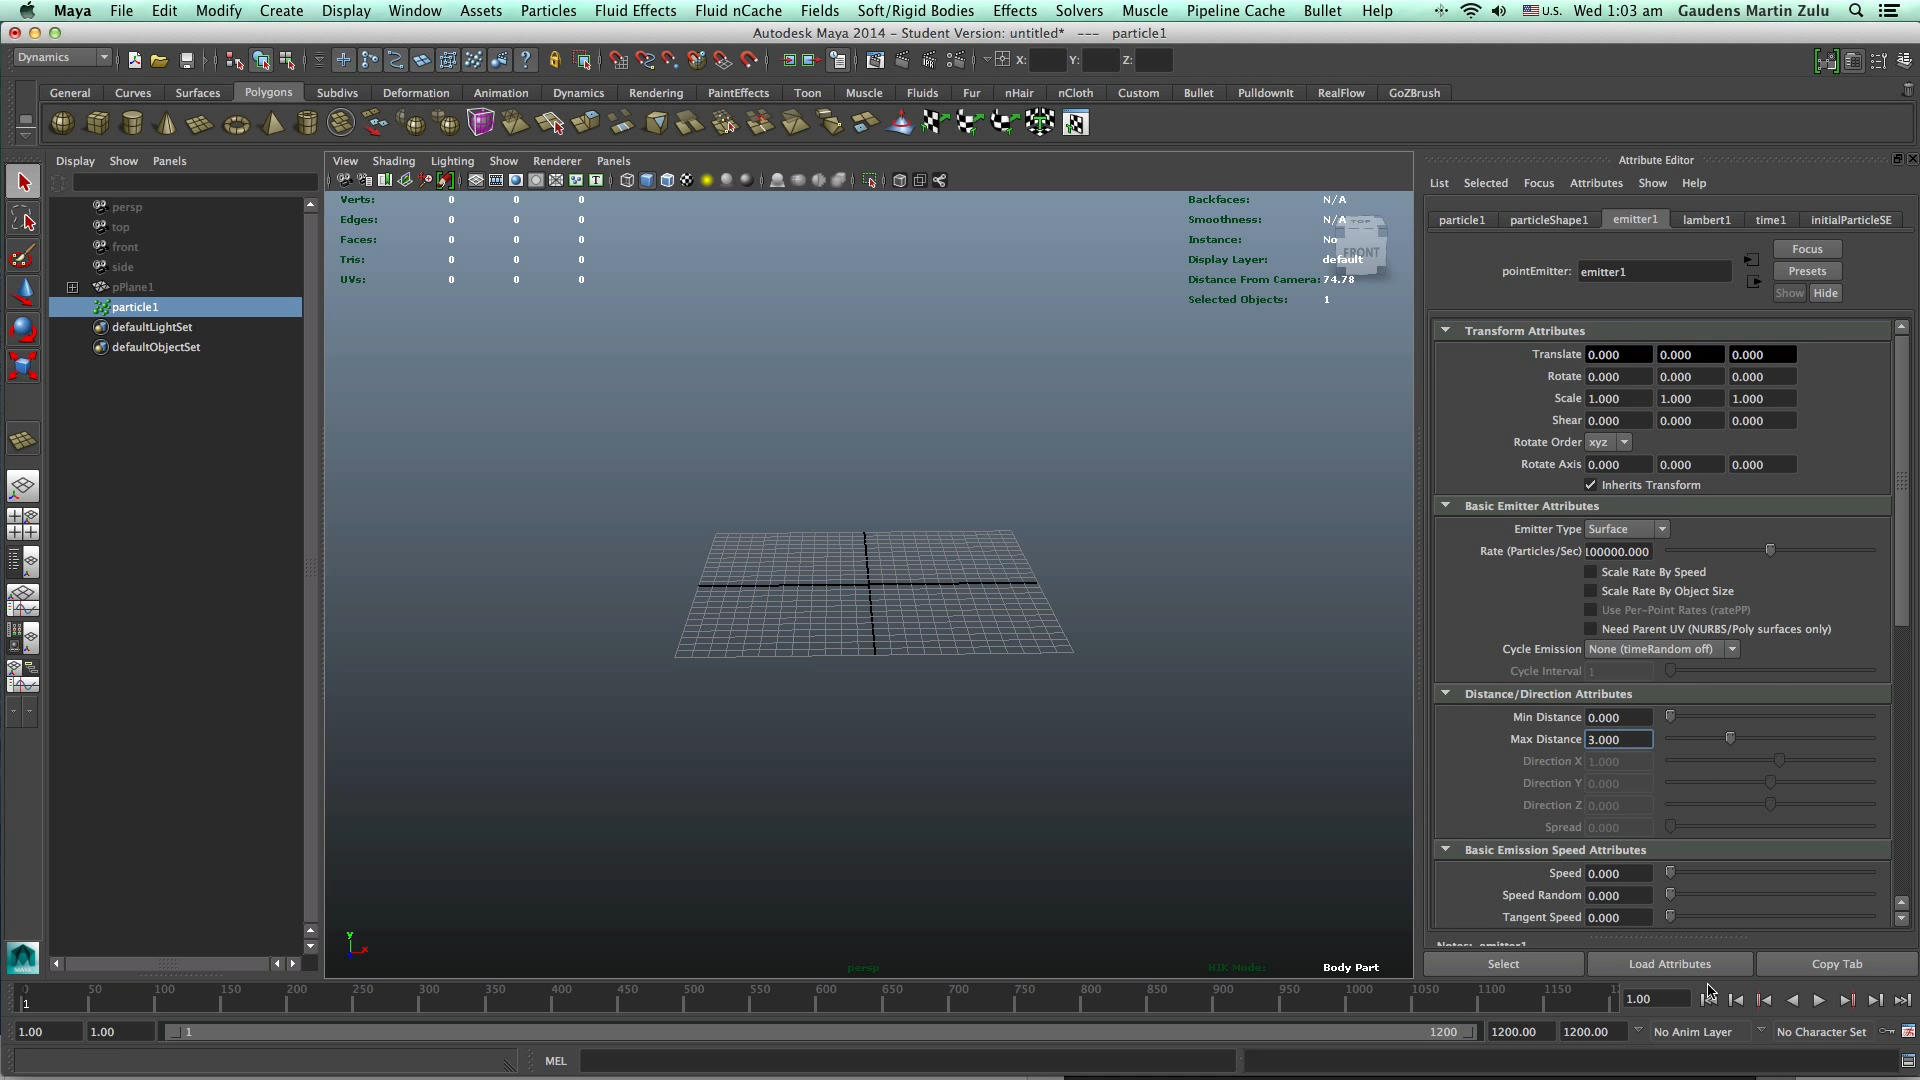 Maya File Edit Modify Create Display Window Assets Particles Fluid Effects Fluid nCache Fields Soft/Rigid Bodies Effects Solvers Muscle Pipeline Cache Bullet Help U.S. Wed 1:03 am Gaudens Martin Zulu
Autodesk Maya 2014 - Student Version: untitled* --- particle1
Dynamics X: Y: Z:
General Curves Surfaces Polygons Subdivs Deformation Animation Dynamics Rendering PaintEffects Toon Muscle Fluids Fur nHair nCloth Custom Bullet PulldownIt RealFlow GoZBrush
Display Show Panels
persp
top
front
side
pPlane1
particle1
defaultLightSet
defaultObjectSet
View Shading Lighting Show Renderer Panels
Verts: 0 0 0
Edges: 0 0 0
Faces: 0 0 0
Tris: 0 0 0
UVs: 0 0 0
Backfaces: N/A
Smoothness: N/A
Instance: No
Display Layer: default
Distance From Camera: 74.78
Selected Objects: 1
TOP
FRONT
y
x
persp
HIK Mode: Body Part
Attribute Editor
List Selected Focus Attributes Show Help
particle1 particleShape1 emitter1 lambert1 time1 initialParticleSE
pointEmitter: emitter1
Focus
Presets
Show Hide
Transform Attributes
Translate 0.000 0.000 0.000
Rotate 0.000 0.000 0.000
Scale 1.000 1.000 1.000
Shear 0.000 0.000 0.000
Rotate Order xyz
Rotate Axis 0.000 0.000 0.000
Inherits Transform
Basic Emitter Attributes
Emitter Type Surface
Rate (Particles/Sec) 100000.000
Scale Rate By Speed
Scale Rate By Object Size
Use Per-Point Rates (ratePP)
Need Parent UV (NURBS/Poly surfaces only)
Cycle Emission None (timeRandom off)
Cycle Interval 1
Distance/Direction Attributes
Min Distance 0.000
Max Distance 3.000
Direction X 1.000
Direction Y 0.000
Direction Z 0.000
Spread 0.000
Basic Emission Speed Attributes
Speed 0.000
Speed Random 0.000
Tangent Speed 0.000
Notes: emitter1
Select Load Attributes Copy Tab
0 50 100 150 200 250 300 350 400 450 500 550 600 650 700 750 800 850 900 950 1000 1050 1100 1150
1 1.00
1.00 1.00 1 1200 1200.00 1200.00 No Anim Layer No Character Set
MEL